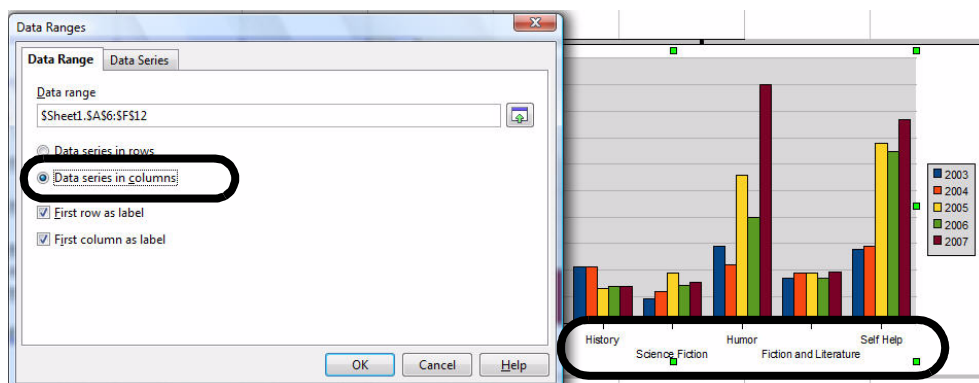 Data Ranges
Data Range
Data Series
Data range
$Sheet1.$A$6:$F$12
Data series in rows
Data series in columns
First row as label
First column as label
OK
Cancel
Help
2003
2004
2005
2006
2007
History
Science Fiction
Humor
Fiction and Literature
Self Help